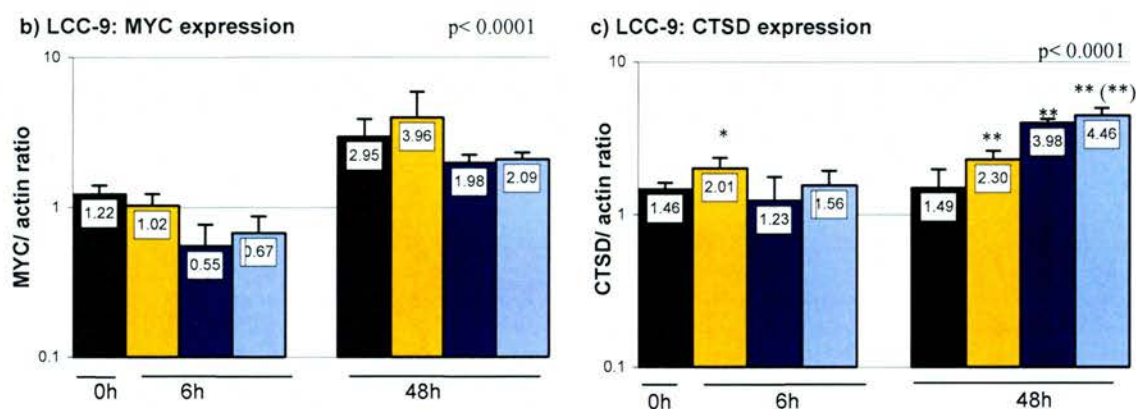 b) LCC-9: MYC expression
p< 0.0001
MYC/ actin ratio
10
1
0.1
1.22
1.02
0.55
0.67
2.95
3.96
1.98
2.09
0h
6h
48h
c) LCC-9: CTSD expression
p< 0.0001
CTSD/ actin ratio
10
1
0.1
*
**
**
** (**)
1.46
2.01
1.23
1.56
1.49
2.30
3.98
4.46
0h
6h
48h